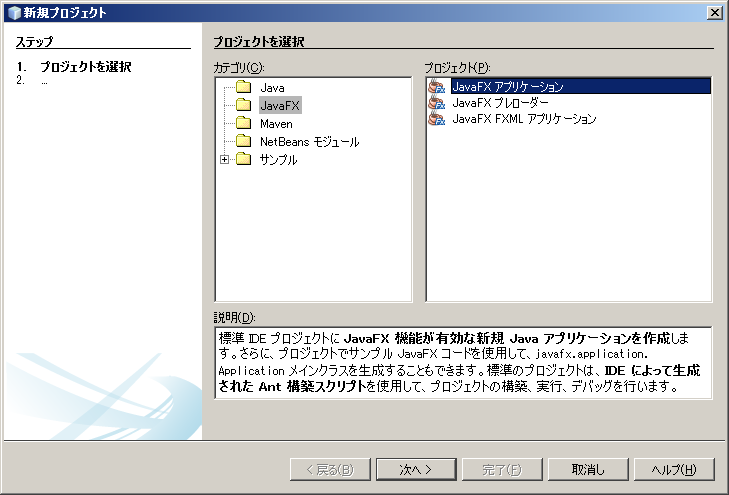 新規プロジェクト
ステップ
1. プロジェクトを選択
2. ...
プロジェクトを選択
カテゴリ(C):
Java
JavaFX
Maven
NetBeans モジュール
サンプル
プロジェクト(P):
JavaFX アプリケーション
JavaFX プレローダー
JavaFX FXML アプリケーション
説明(D):
標準 IDE プロジェクトに JavaFX 機能が有効な新規 Java アプリケーションを作成しま
す。さらに、プロジェクトでサンプル JavaFX コードを使用して、javafx.application.
Application メインクラスを生成することもできます。標準のプロジェクトは、IDE によって生成
された Ant 構築スクリプトを使用して、プロジェクトの構築、実行、デバッグを行います。
< 戻る(B)
次へ >
完了(F)
取消し
ヘルプ(H)